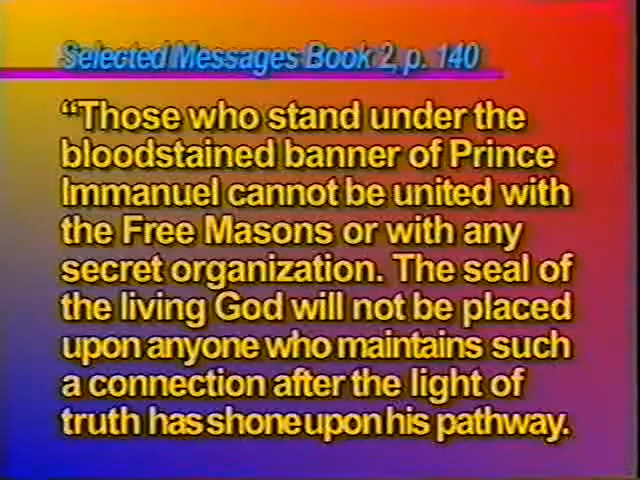 Selected Messages Book 2, p. 140
“Those who stand under the
bloodstained banner of Prince
Immanuel cannot be united with
the Free Masons or with any
secret organization. The seal of
the living God will not be placed
upon anyone who maintains such
a connection after the light of
truth has shone upon his pathway.